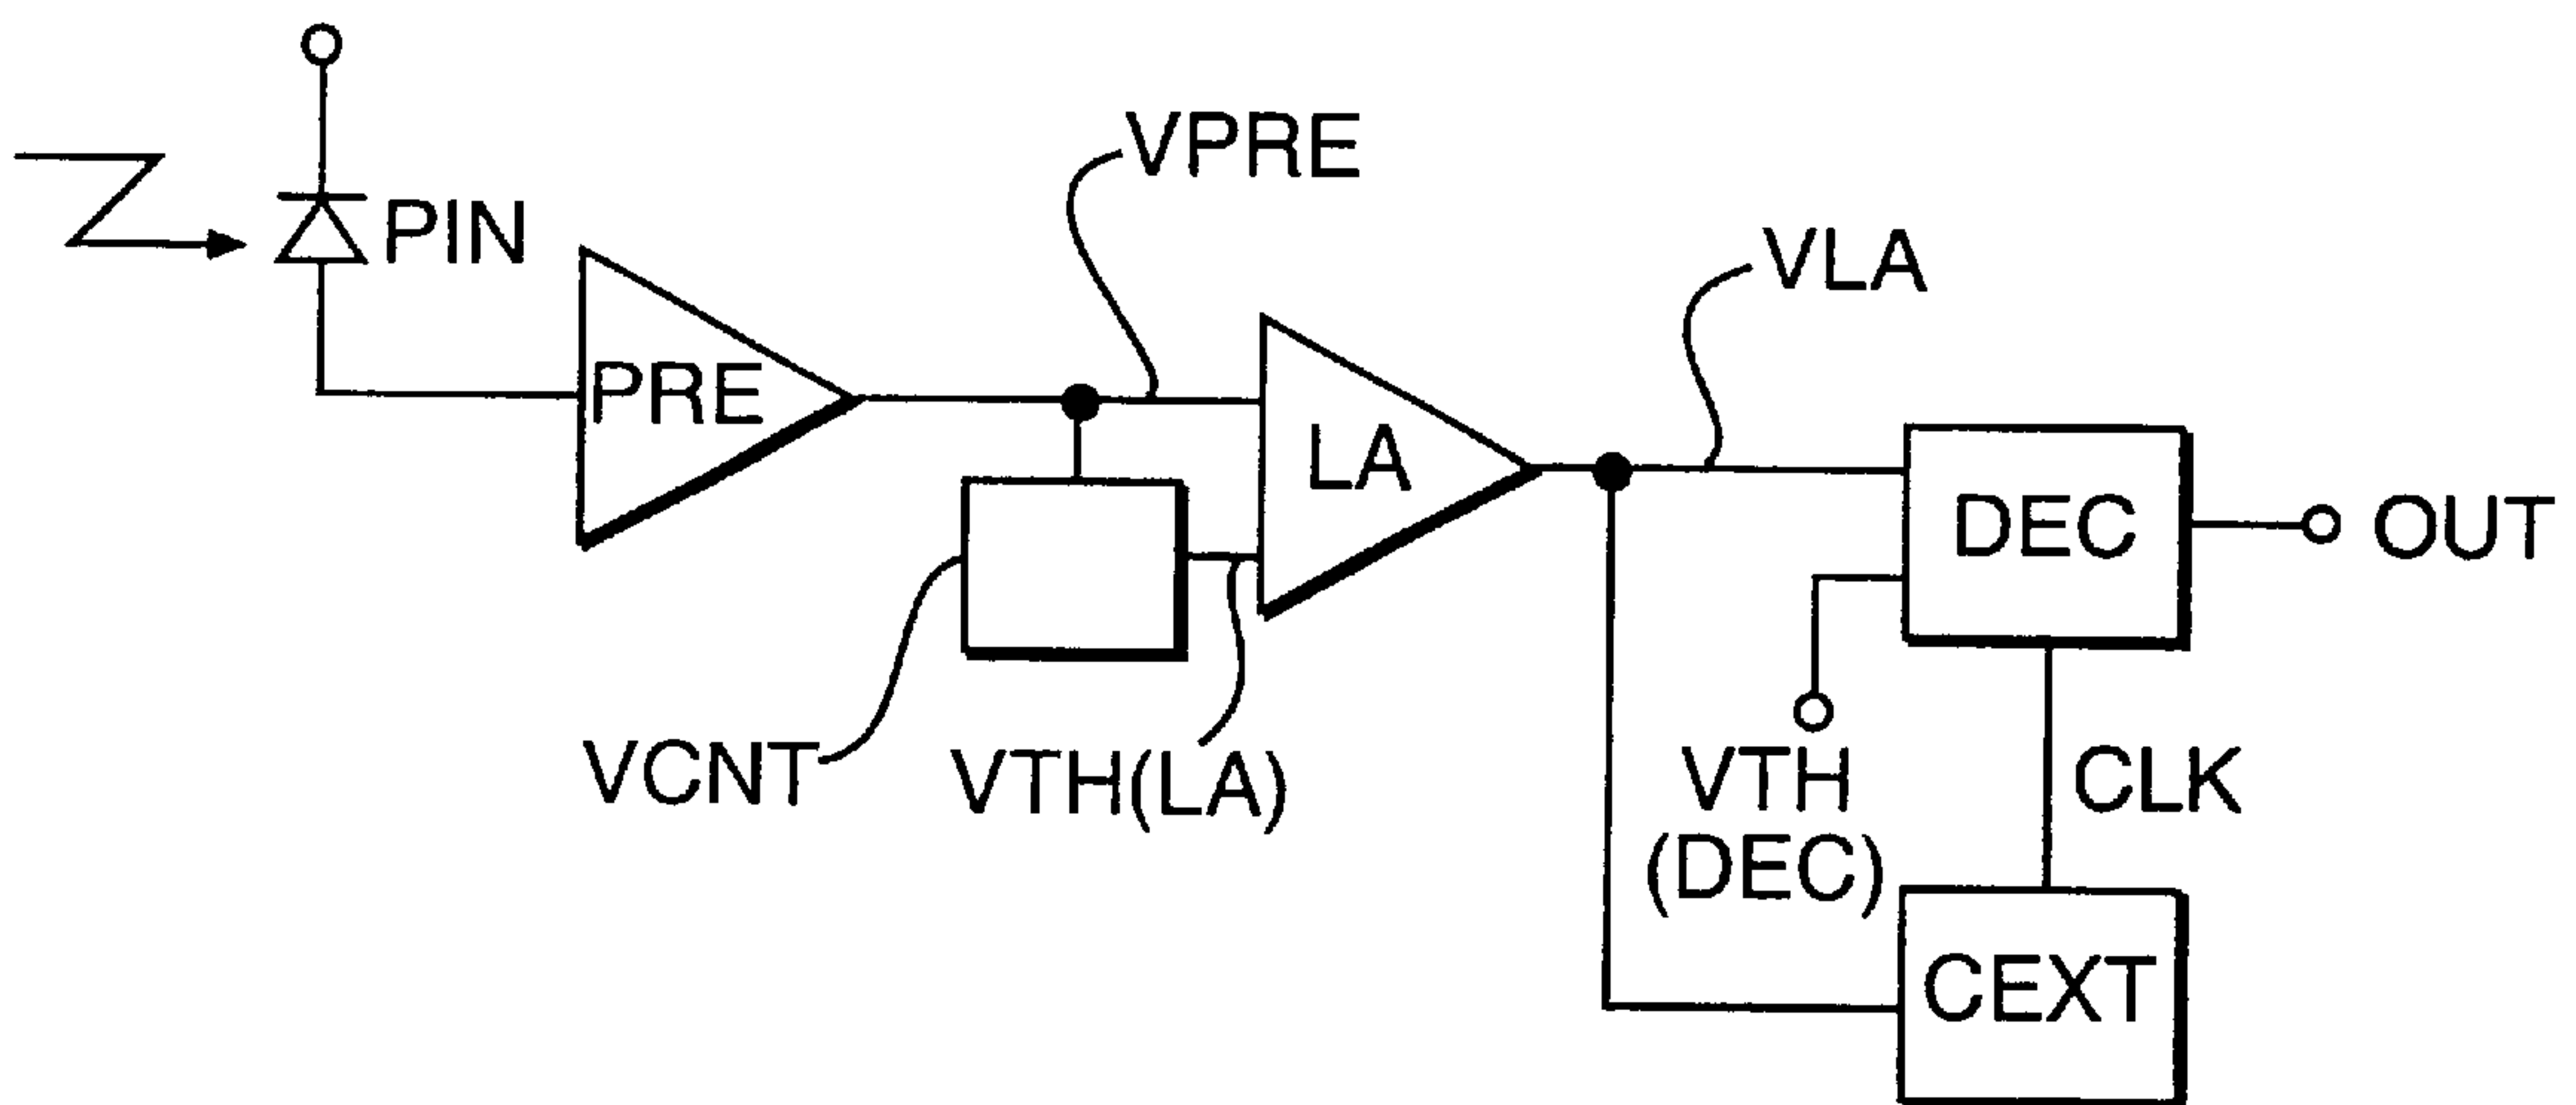 VPRE
PIN
VLA
PRE
LA
DEC
OUT
VCNT
VTH(LA)
VTH
(DEC)
CLK
CEXT